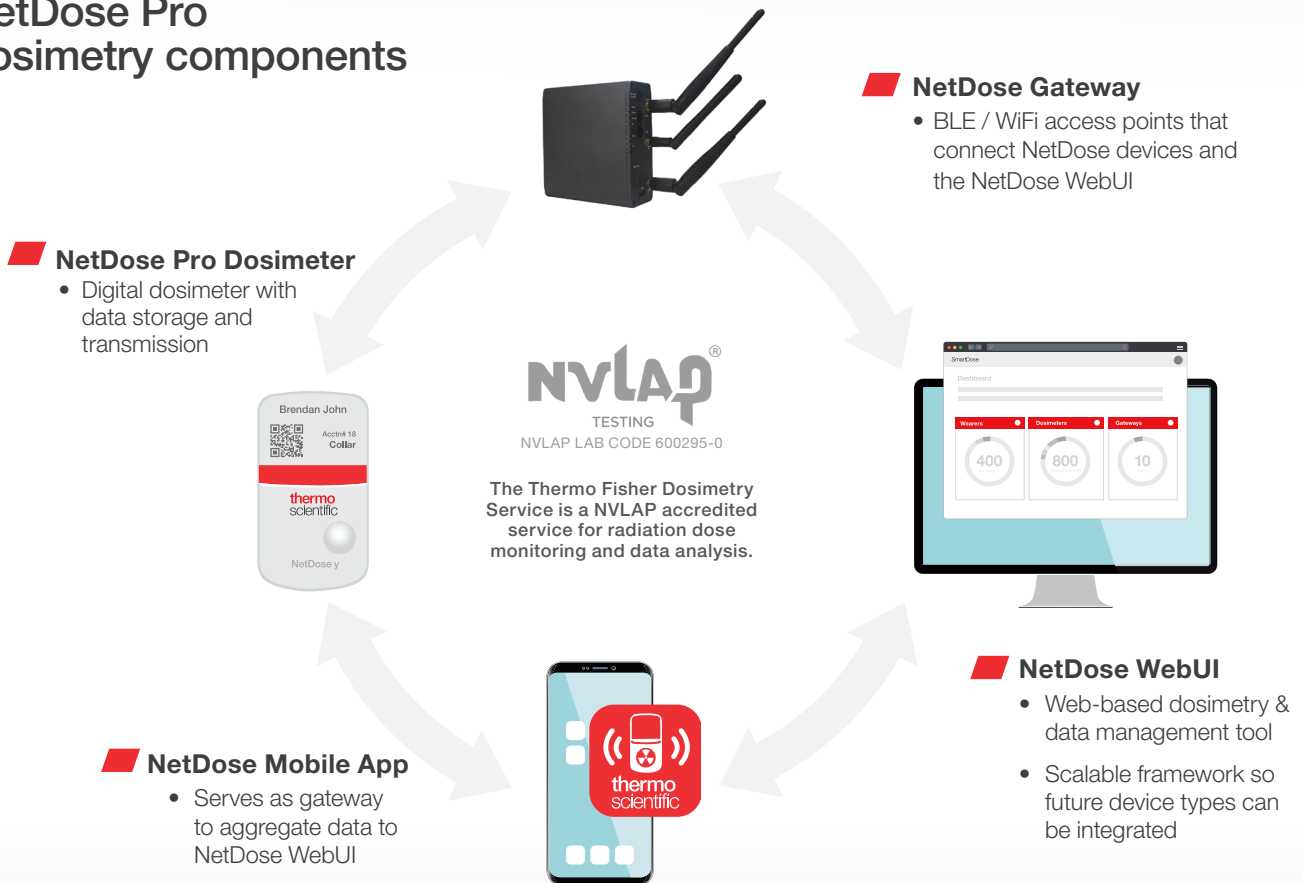 etDose Pro
osimetry components
NetDose Gateway
• BLE / WiFi access points that
connect NetDose devices and
the NetDose WebUI
NetDose Pro Dosimeter
• Digital dosimeter with
data storage and
transmission
Brendan John
Acctn# 18
Collar
thermo
scientific
NetDose y
NVLAP®
TESTING
NVLAP LAB CODE 600295-0
The Thermo Fisher Dosimetry
Service is a NVLAP accredited
service for radiation dose
monitoring and data analysis.
SmartDose
Dashboard
Wearers
Dosimeters
Gateways
400
800
10
NetDose WebUI
• Web-based dosimetry &
data management tool
• Scalable framework so
future device types can
be integrated
NetDose Mobile App
• Serves as gateway
to aggregate data to
NetDose WebUI
thermo
scientific